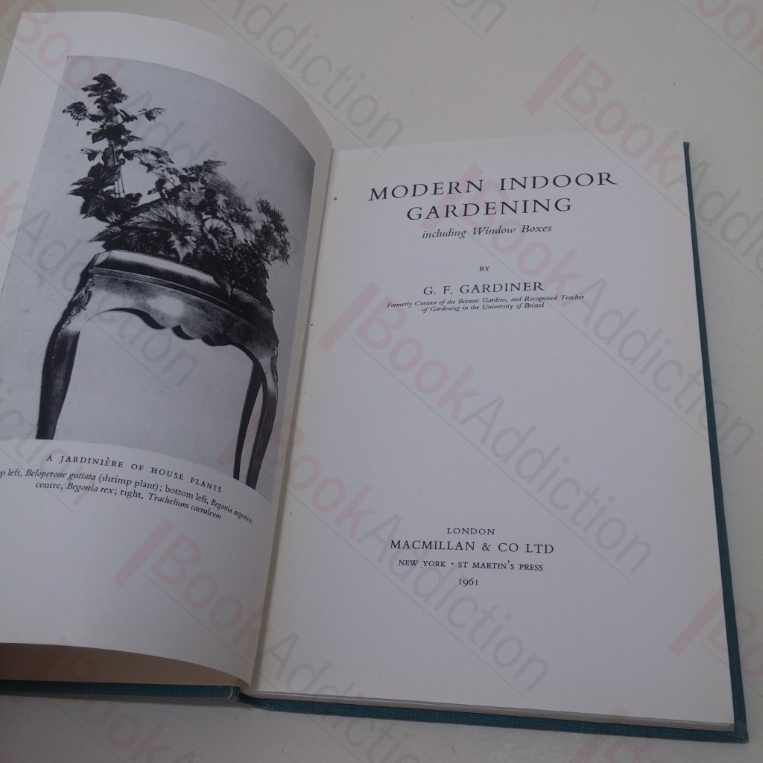 A JARDINIÈRE OF HOUSE PLANTS
left, Beloperone guttata (shrimp plant); bottom left, Begonia
centre, Begonia rex; right, Trachelium caeruleum
MODERN INDOOR
GARDENING
including Window Boxes
BY
G. F. GARDINER
Formerly Curator of the Botanic Gardens, and Recognised Teacher
of Gardening in the University of Bristol
LONDON
MACMILLAN & CO LTD
NEW YORK · ST MARTIN'S PRESS
1961
BookAddiction